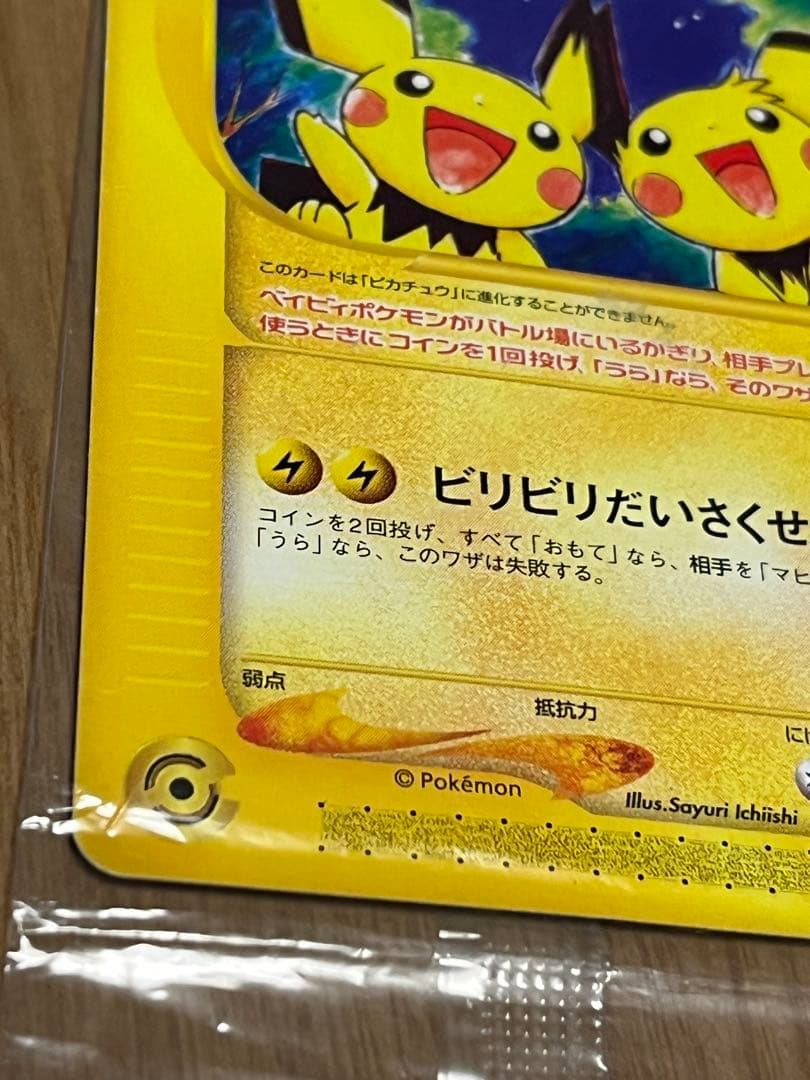 このカードは「ピカチュウ」に進化することができません。
ベイビィポケモンがバトル場にいるかぎり、相手プレ
使うときにコインを1回投げ、「うら」なら、そのワザ
ビリビリだいさくせ
コインを2回投げ、すべて「おもて」なら、相手を「マヒ
「うら」なら、このワザは失敗する。
弱点
抵抗力
にげ
© Pokémon
Illus.Sayuri Ichiishi